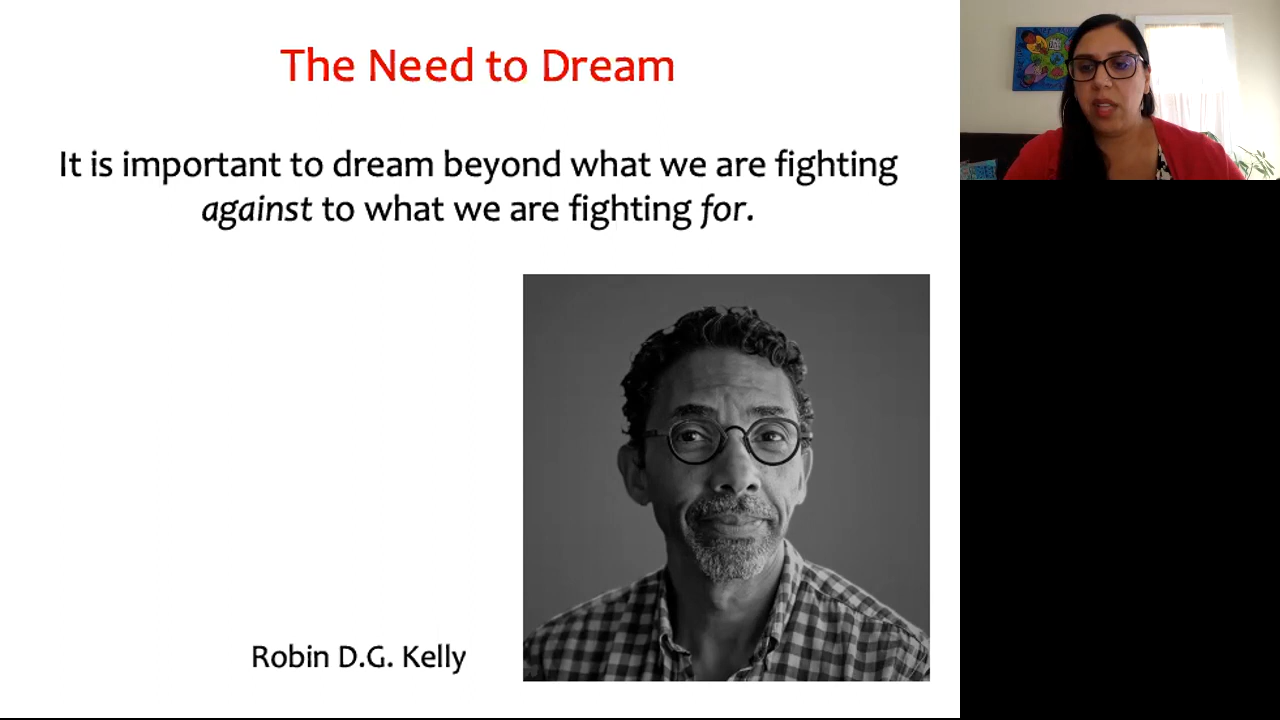 The Need to Dream
It is important to dream beyond what we are fighting
against to what we are fighting for.
Robin D.G. Kelly